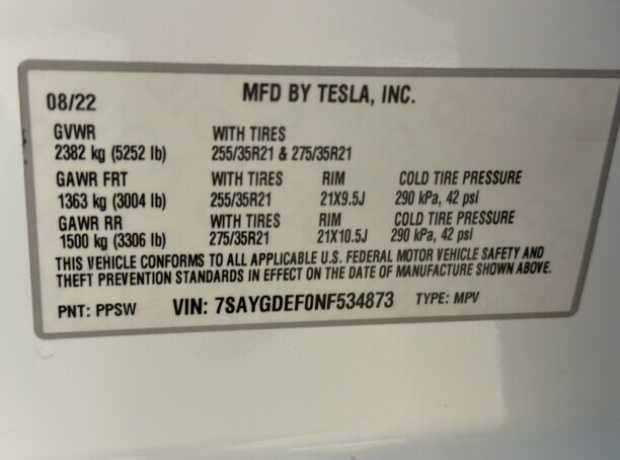 08/22 MFD BY TESLA, INC.
GVWR WITH TIRES
2382 kg (5252 lb) 255/35R21 & 275/35R21
GAWR FRT WITH TIRES RIM COLD TIRE PRESSURE
1363 kg (3004 lb) 255/35R21 21X9.5J 290 kPa, 42 psi
GAWR RR WITH TIRES RIM COLD TIRE PRESSURE
1500 kg (3306 lb) 275/35R21 21X10.5J 290 kPa, 42 psi
THIS VEHICLE CONFORMS TO ALL APPLICABLE U.S. FEDERAL MOTOR VEHICLE SAFETY AND
THEFT PREVENTION STANDARDS IN EFFECT ON THE DATE OF MANUFACTURE SHOWN ABOVE.
PNT: PPSW VIN: 7SAYGDEF0NF534873 TYPE: MPV